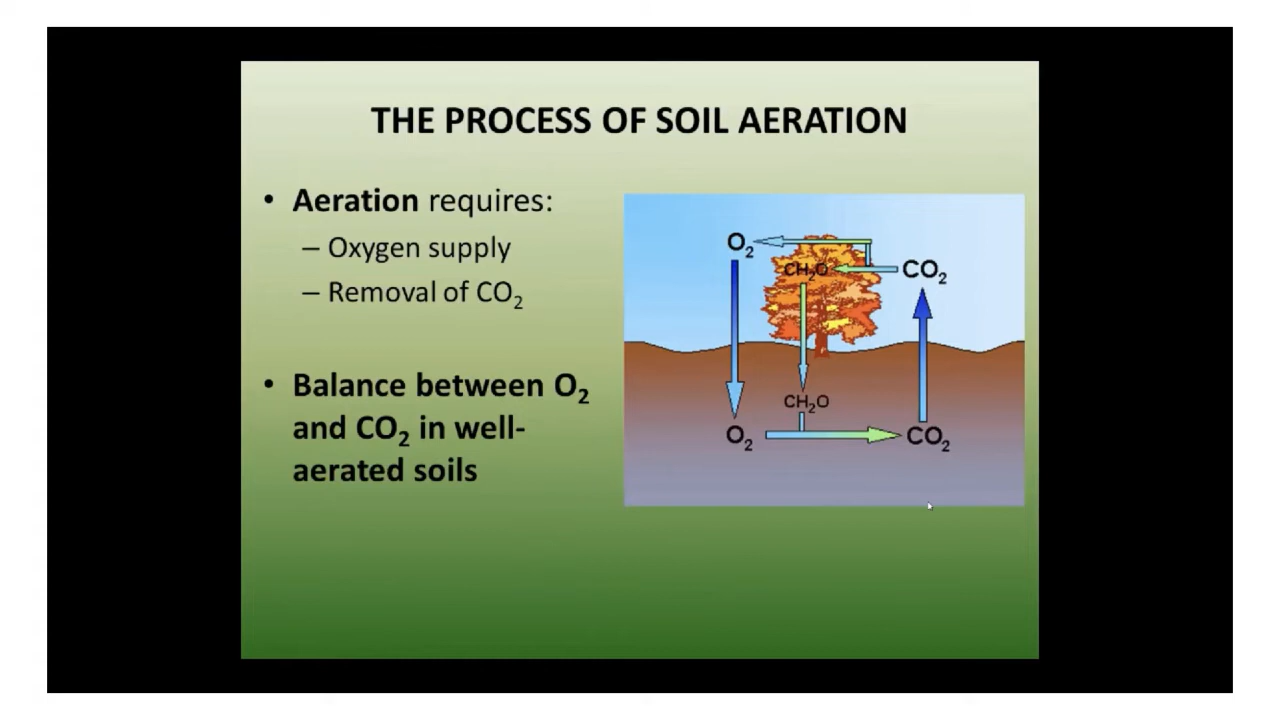 THE PROCESS OF SOIL AERATION
• Aeration requires:
– Oxygen supply
– Removal of CO₂
• Balance between O₂
and CO₂ in well-
aerated soils
O₂
CH₂O
CO₂
CH₂O
O₂
CO₂